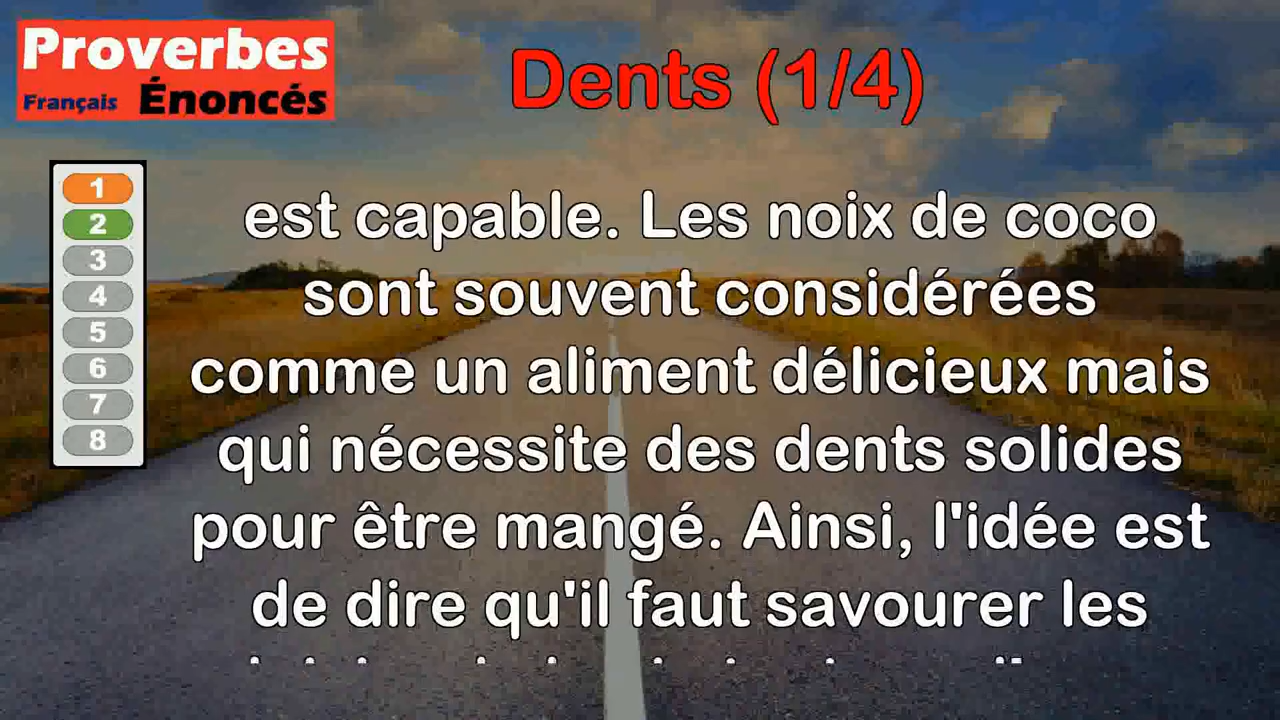 Proverbes
Français Énoncés
Dents (1/4)
1
2
3
4
5
6
7
8
est capable. Les noix de coco
sont souvent considérées
comme un aliment délicieux mais
qui nécessite des dents solides
pour être mangé. Ainsi, l'idée est
de dire qu'il faut savourer les